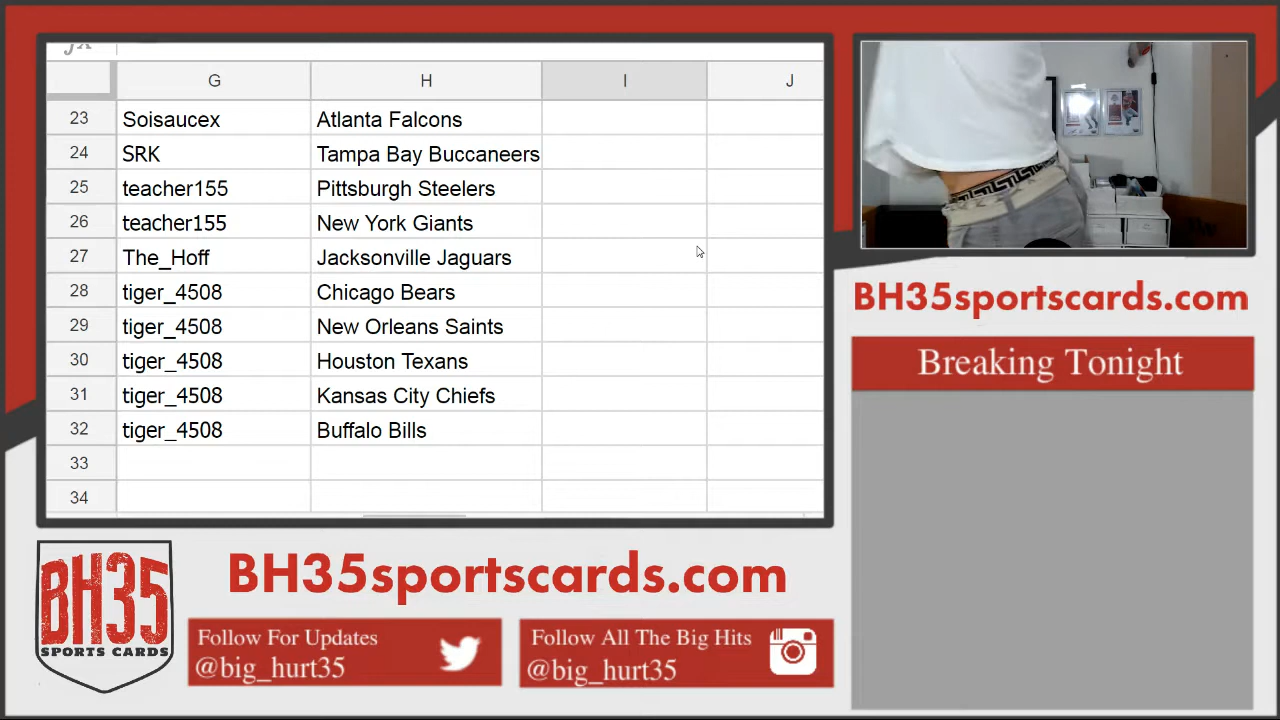 G H I J
23 Soisaucex Atlanta Falcons
24 SRK Tampa Bay Buccaneers
25 teacher155 Pittsburgh Steelers
26 teacher155 New York Giants
27 The_Hoff Jacksonville Jaguars
28 tiger_4508 Chicago Bears
29 tiger_4508 New Orleans Saints
30 tiger_4508 Houston Texans
31 tiger_4508 Kansas City Chiefs
32 tiger_4508 Buffalo Bills
33
34
BH35sportscards.com
Breaking Tonight
BH35
SPORTS CARDS
BH35sportscards.com
Follow For Updates
@big_hurt35
Follow All The Big Hits
@big_hurt35